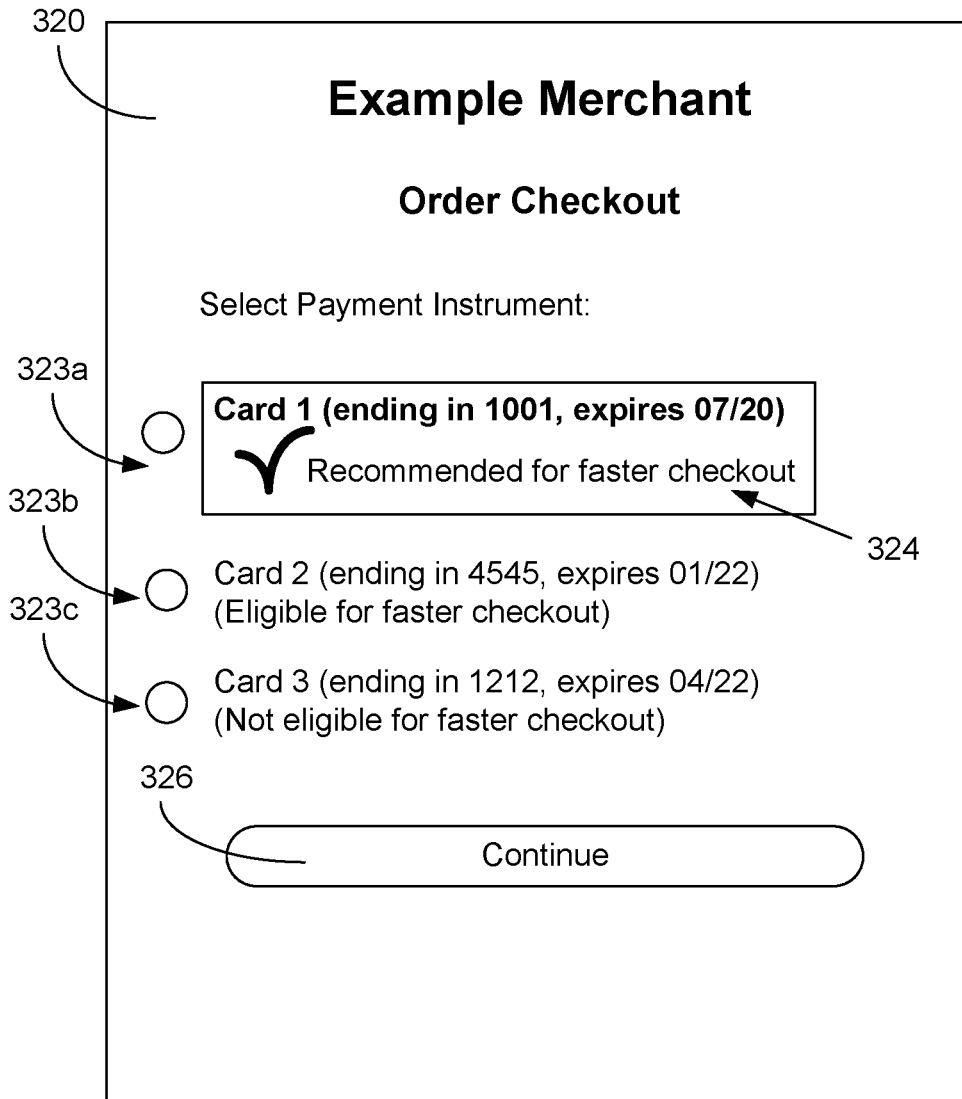 320
Example Merchant
Order Checkout
Select Payment Instrument:
323a
Card 1 (ending in 1001, expires 07/20)
Recommended for faster checkout
323b
324
Card 2 (ending in 4545, expires 01/22)
(Eligible for faster checkout)
323c
Card 3 (ending in 1212, expires 04/22)
(Not eligible for faster checkout)
326
Continue